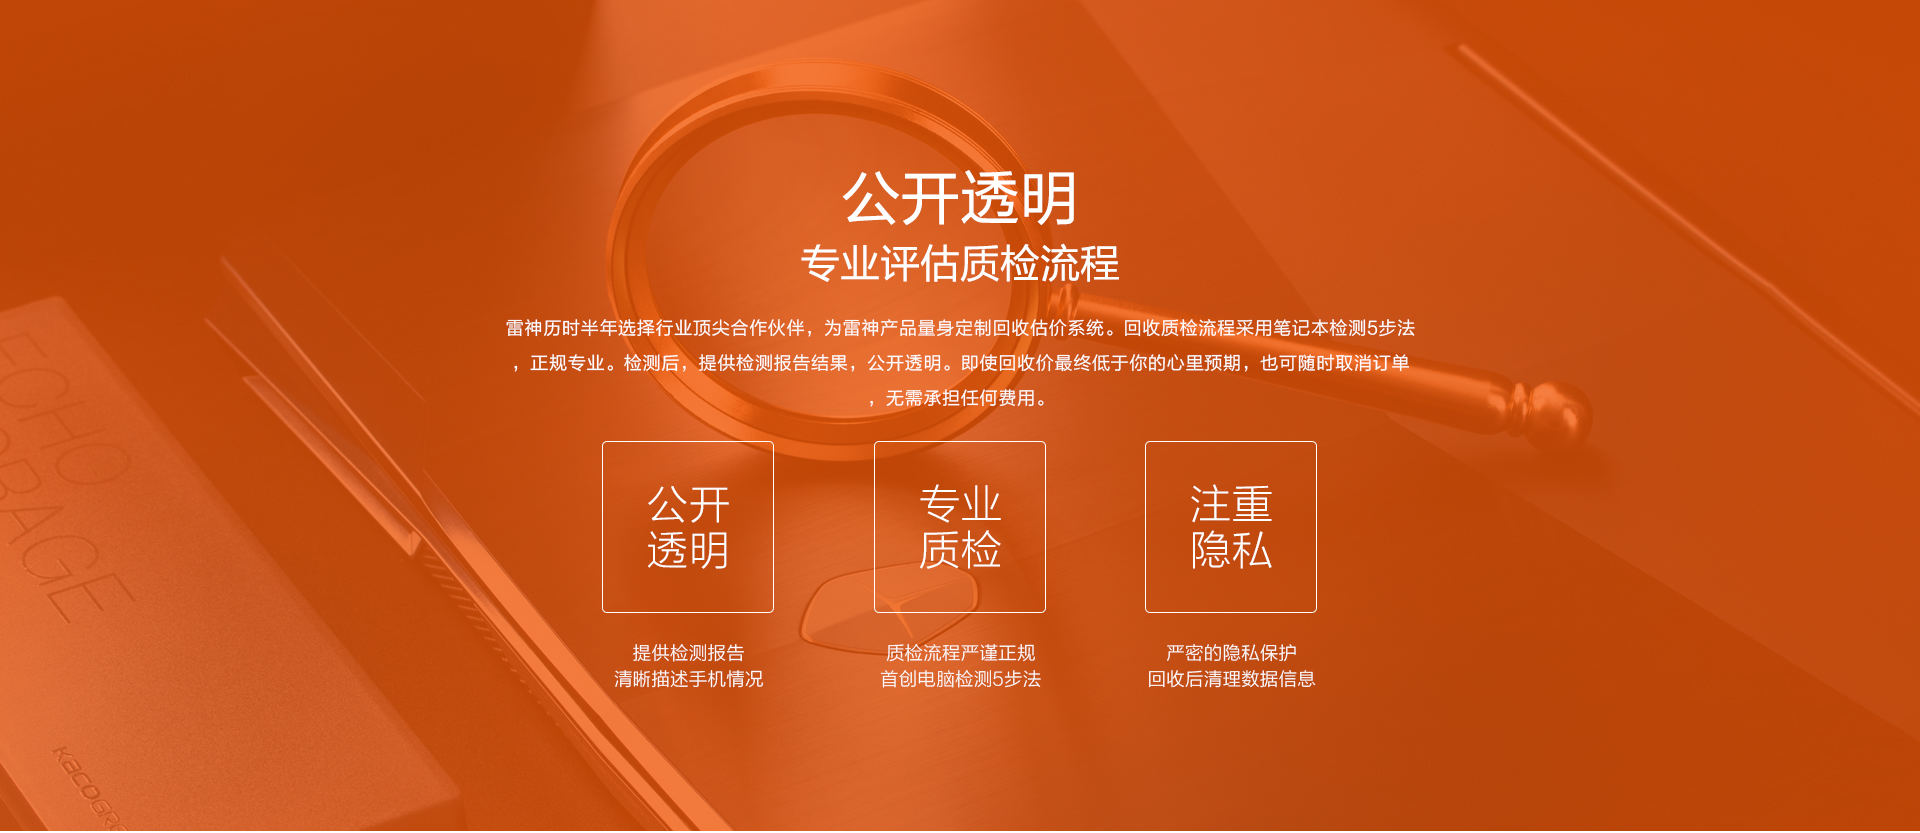 公开透明
专业评估质检流程
雷神历时半年选择行业顶尖合作伙伴，为雷神产品量身定制回收估价系统。回收质检流程采用笔记本检测5步法
，正规专业。检测后，提供检测报告结果，公开透明。即使回收价最终低于你的心里预期，也可随时取消订单
，无需承担任何费用。
公开
透明
专业
质检
注重
隐私
提供检测报告
清晰描述手机情况
质检流程严谨正规
首创电脑检测5步法
严密的隐私保护
回收后清理数据信息
ECHO